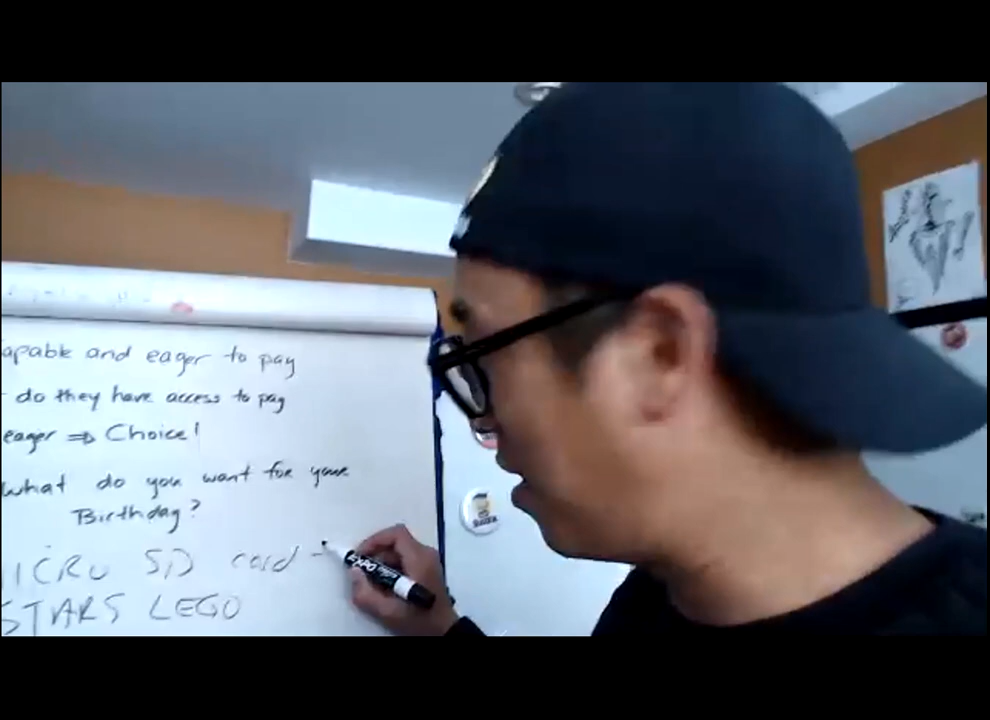 apable and eager to pay
- do they have access to pay
eager ⇒ Choice!
what do you want for your
Birthday?
MICRO SD card -
STARS LEGO